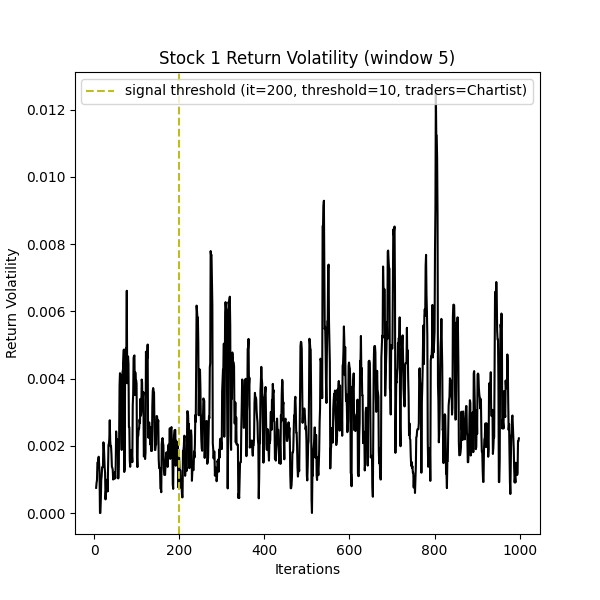 Stock 1 Return Volatility (window 5)
signal threshold (it=200, threshold=10, traders=Chartist)
0.012
0.010
0.008
0.006
0.004
0.002
0.000
Return Volatility
0 200 400 600 800 1000
Iterations